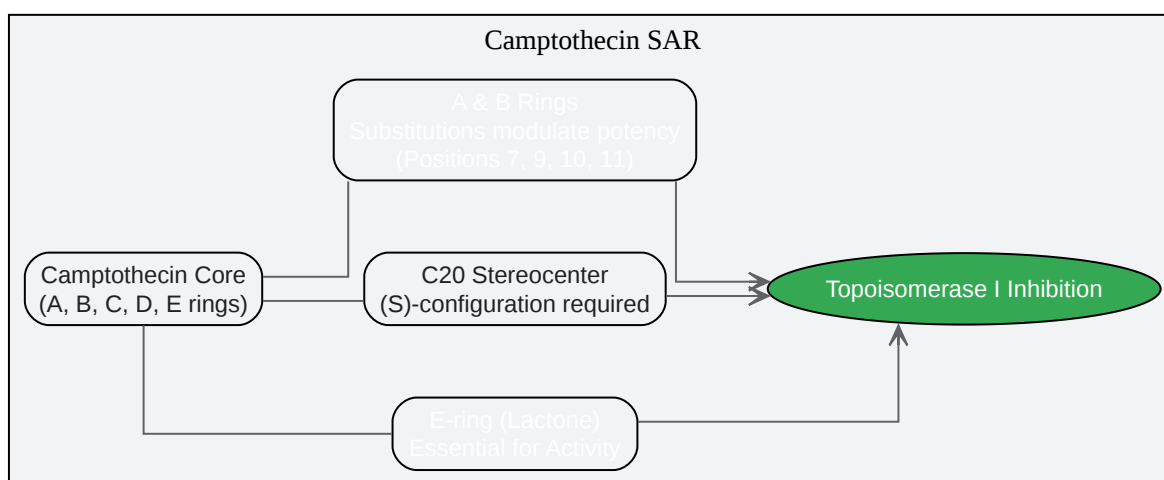 Camptothecin SAR
A & B Rings
Substitutions modulate potency
(Positions 7, 9, 10, 11)
Camptothecin Core
(A, B, C, D, E rings)
C20 Stereocenter
(S)-configuration required
Topoisomerase I Inhibition
E-ring (Lactone)
Essential for Activity